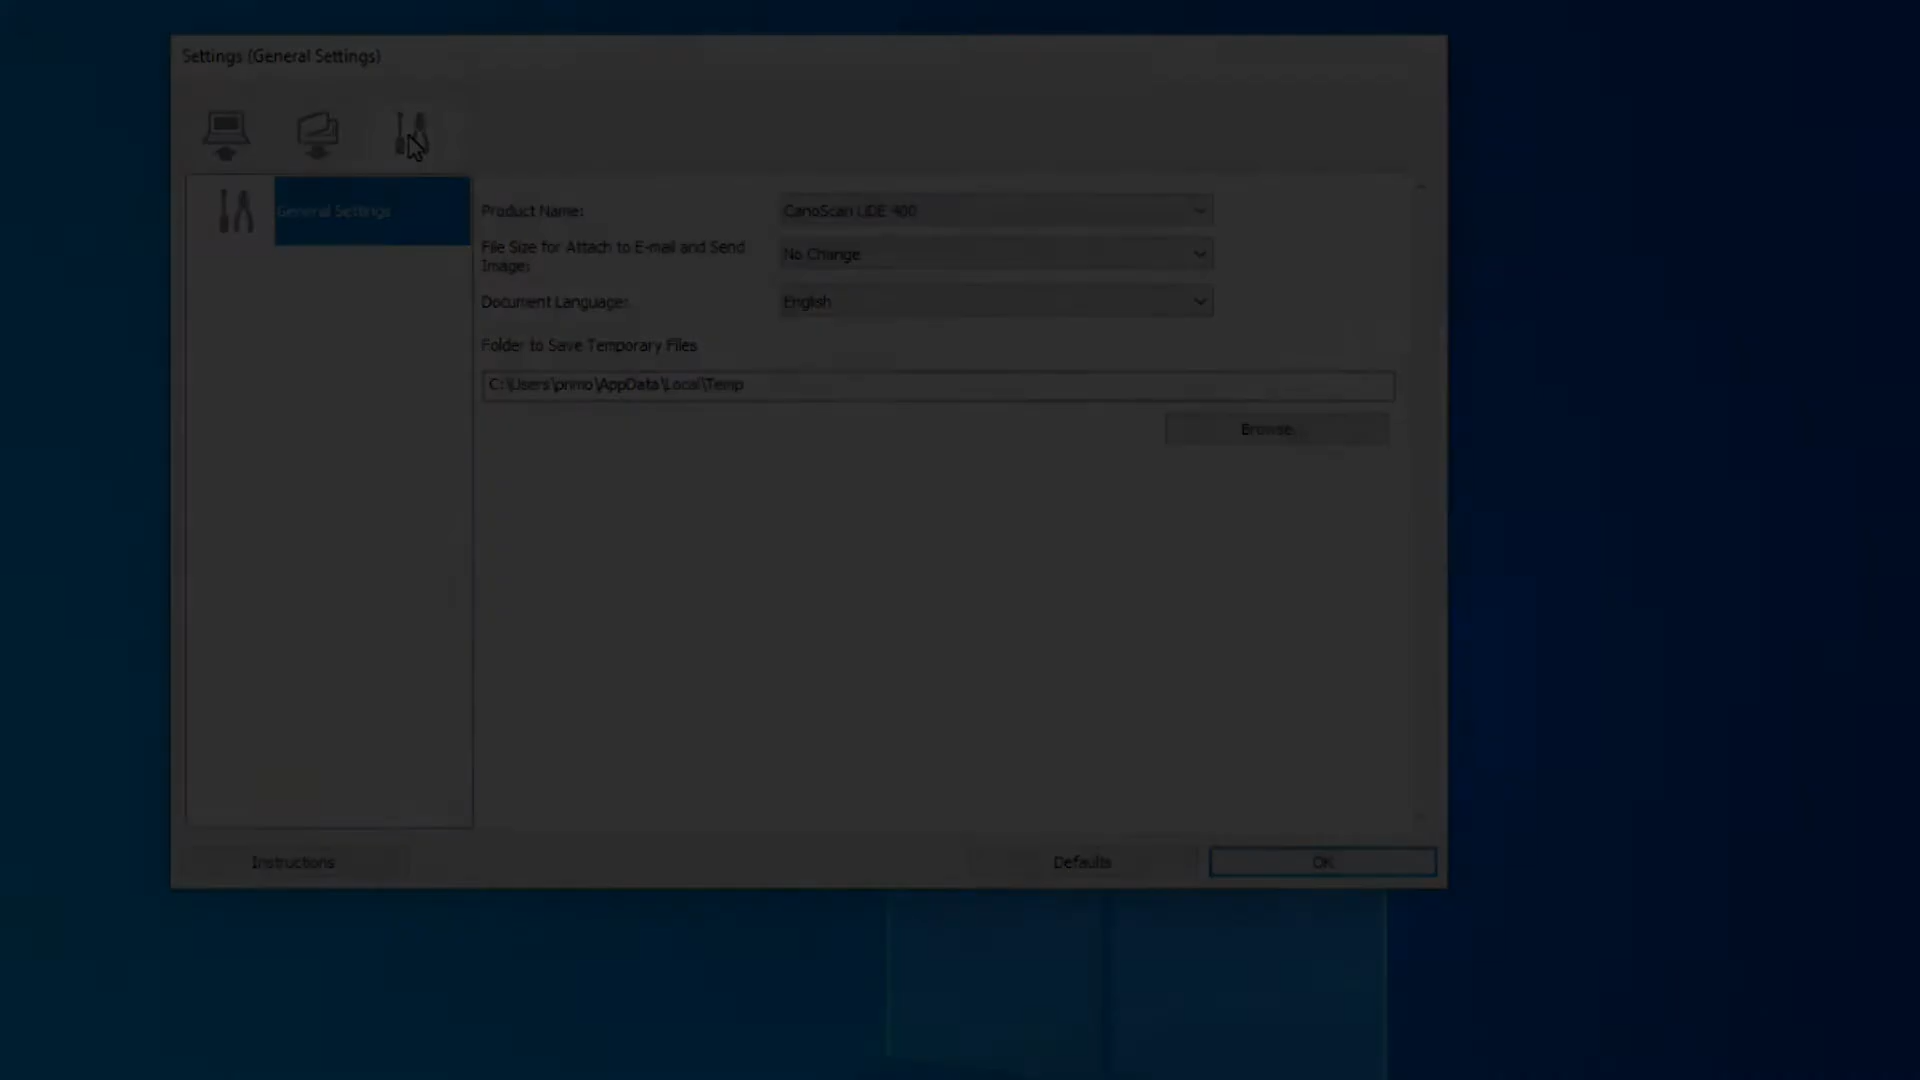 Settings (General Settings)
General Settings
Product Name:
CanoScan LiDE 400
File Size for Attach to E-mail and Send
Image:
No Change
Document Language:
English
Folder to Save Temporary Files
C:\Users\primo\AppData\Local\Temp
Browse...
Instructions
Defaults
OK